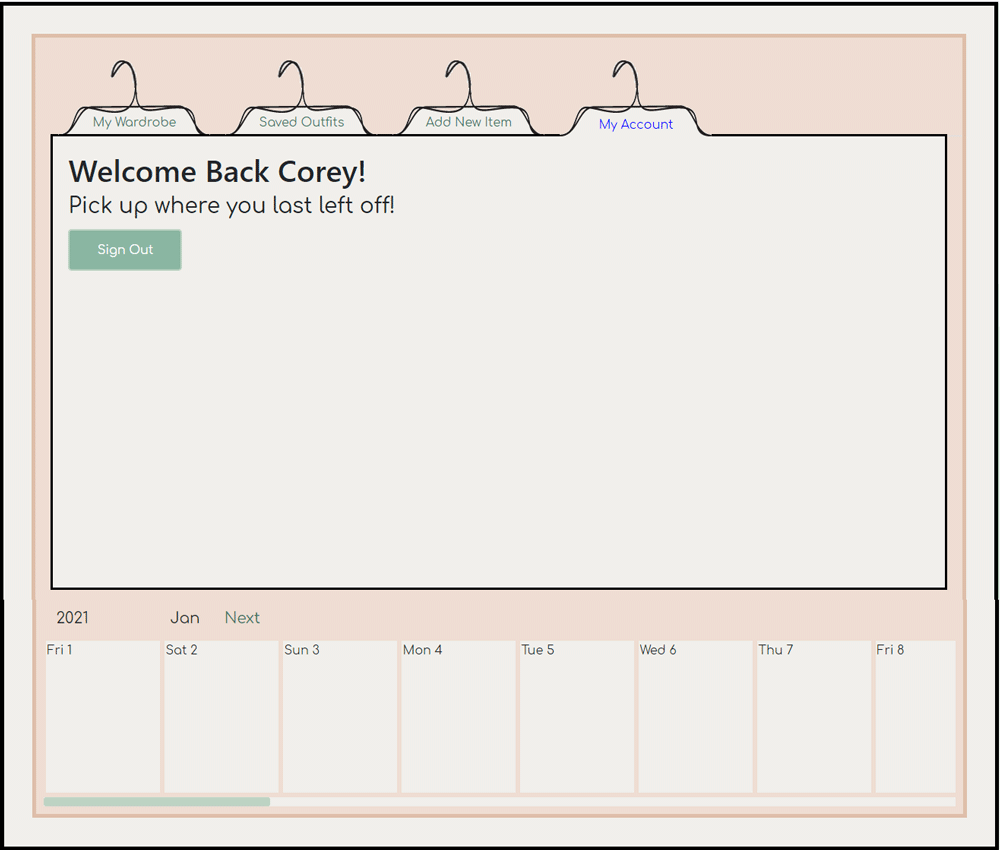 My Wardrobe Saved Outfits Add New Item My Account
Welcome Back Corey!
Pick up where you last left off!
Sign Out
2021 Jan Next
Fri 1 Sat 2 Sun 3 Mon 4 Tue 5 Wed 6 Thu 7 Fri 8